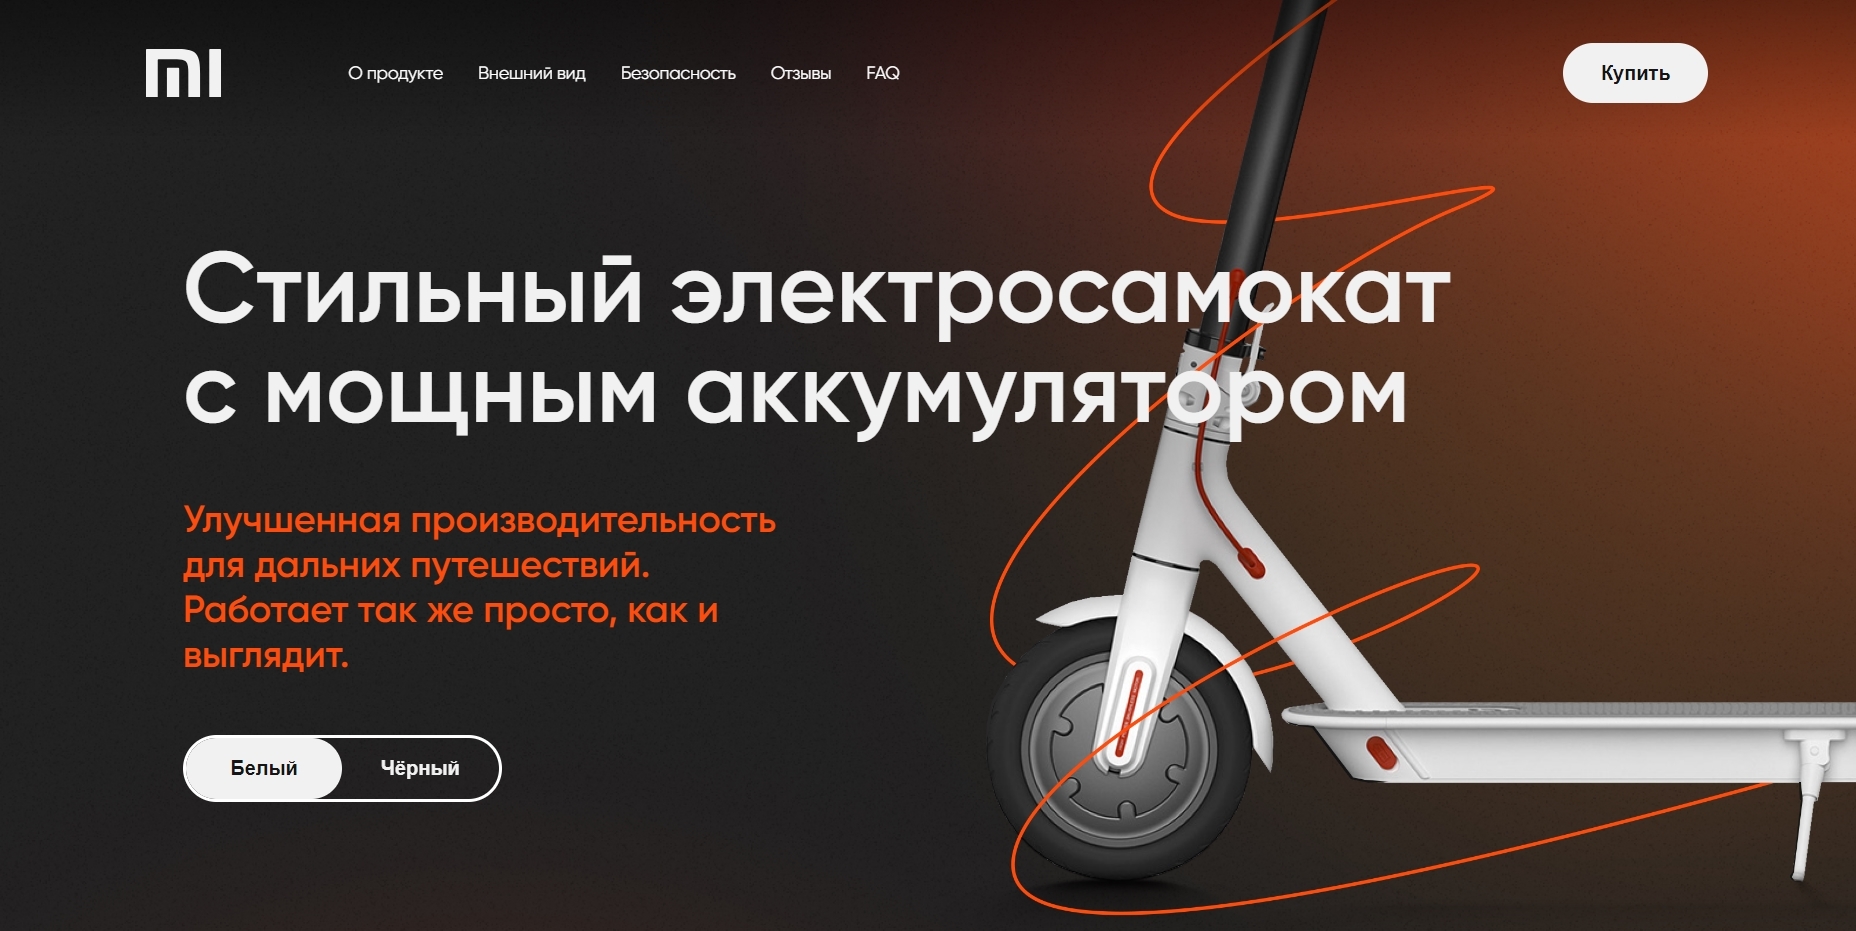 mi
О продукте Внешний вид Безопасность Отзывы FAQ Купить
Стильный электросамокат
с мощным аккумулятором
Улучшенная производительность
для дальних путешествий.
Работает так же просто, как и
выглядит.
Белый Чёрный